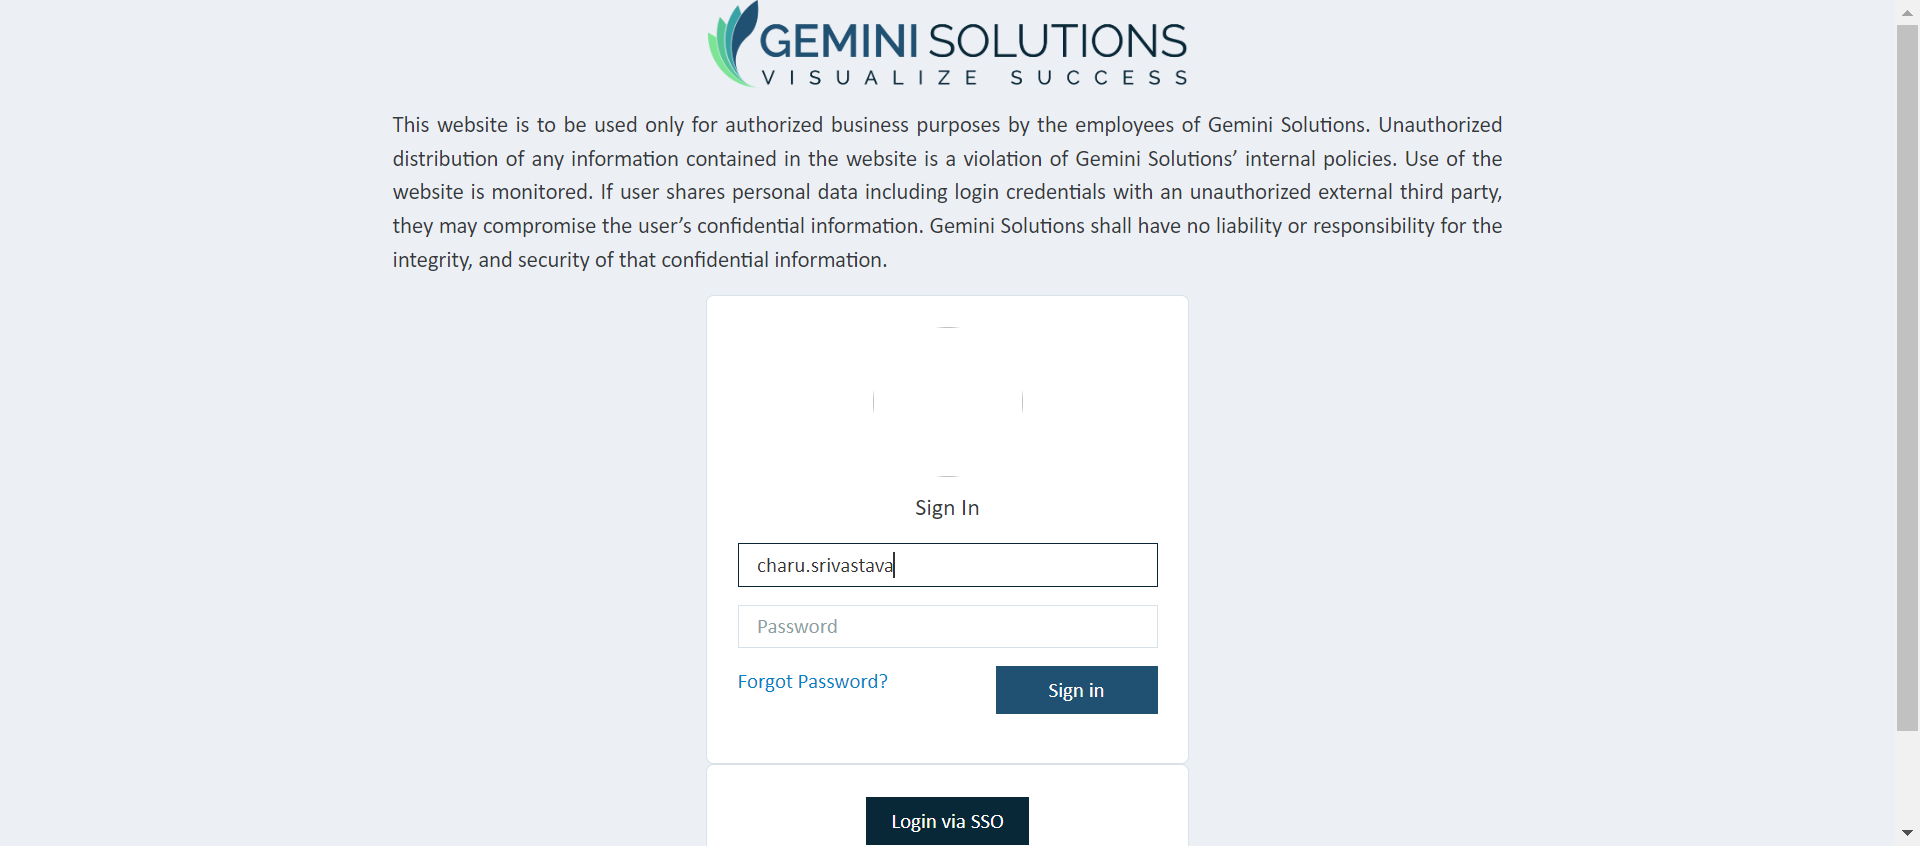 GEMINI SOLUTIONS
VISUALIZE SUCCESS
This website is to be used only for authorized business purposes by the employees of Gemini Solutions. Unauthorized
distribution of any information contained in the website is a violation of Gemini Solutions’ internal policies. Use of the
website is monitored. If user shares personal data including login credentials with an unauthorized external third party,
they may compromise the user’s confidential information. Gemini Solutions shall have no liability or responsibility for the
integrity, and security of that confidential information.
Sign In
charu.srivastava
Password
Forgot Password?
Sign in
Login via SSO